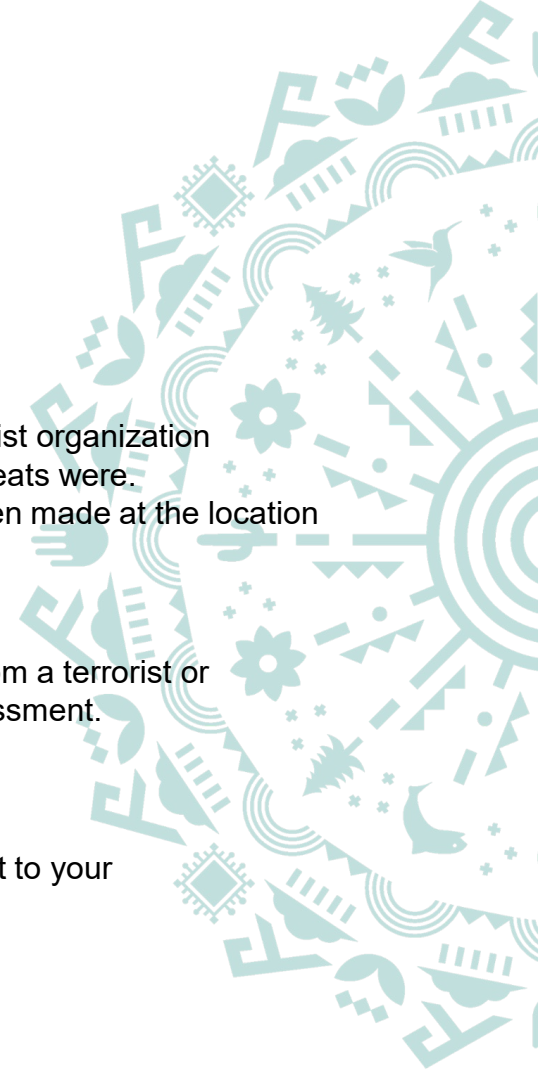 ist organization
eats were.
en made at the location
m a terrorist or
ssment.
t to your